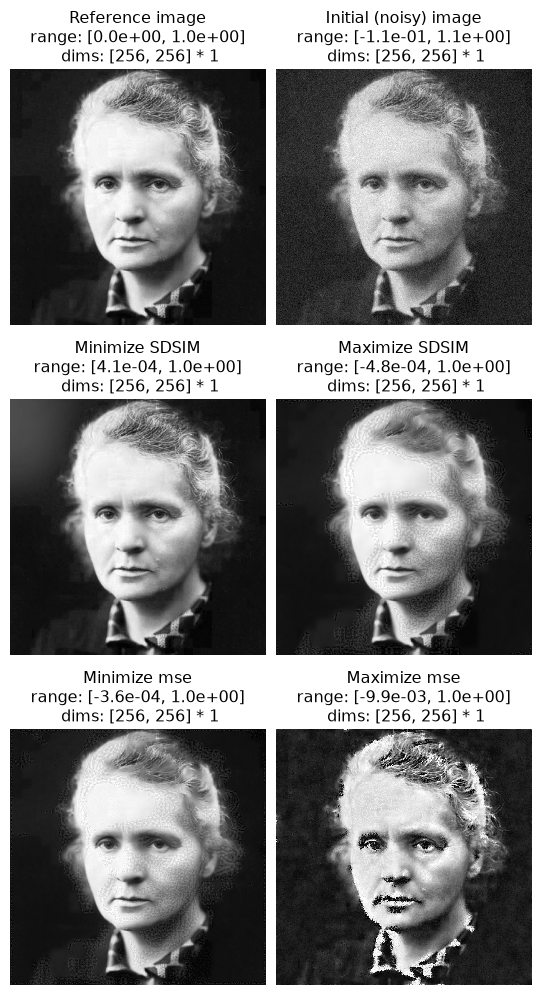 Reference image
range: [0.0e+00, 1.0e+00]
dims: [256, 256] * 1
Initial (noisy) image
range: [-1.1e-01, 1.1e+00]
dims: [256, 256] * 1
Minimize SDSIM
range: [4.1e-04, 1.0e+00]
dims: [256, 256] * 1
Maximize SDSIM
range: [-4.8e-04, 1.0e+00]
dims: [256, 256] * 1
Minimize mse
range: [-3.6e-04, 1.0e+00]
dims: [256, 256] * 1
Maximize mse
range: [-9.9e-03, 1.0e+00]
dims: [256, 256] * 1